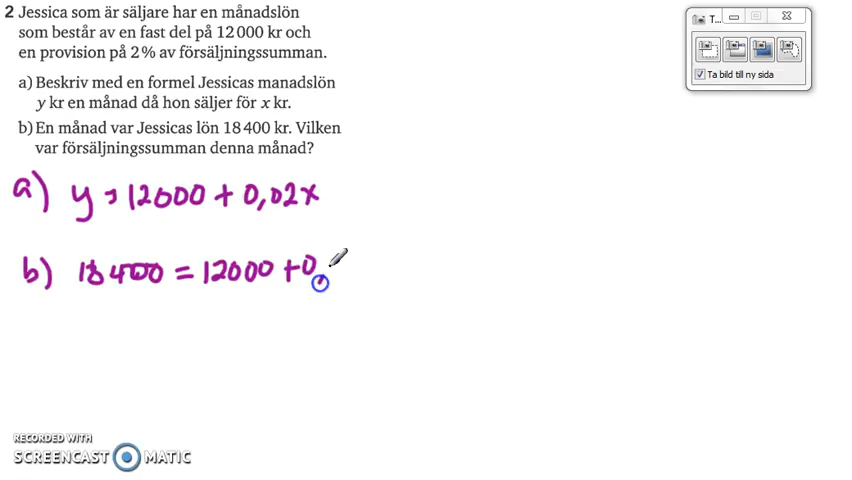 2 Jessica som är säljare har en månadslön
som består av en fast del på 12 000 kr och
en provision på 2 % av försäljningssumman.
a) Beskriv med en formel Jessicas manadslön
y kr en månad då hon säljer för x kr.
b) En månad var Jessicas lön 18 400 kr. Vilken
var försäljningssumman denna månad?
a) y = 12000 + 0,02x
b) 18400 = 12000 + 0,
T...
Ta bild till ny sida
RECORDED WITH
SCREENCAST MATIC